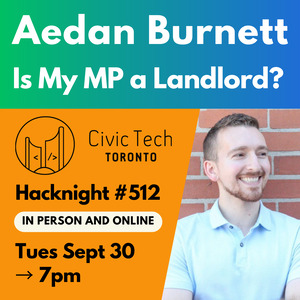 Aedan Burnett
Is My MP a Landlord?
</>
Civic Tech
TORONTO
Hacknight #512
IN PERSON AND ONLINE
Tues Sept 30
→ 7pm